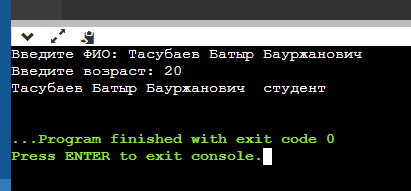 Введите ФИО: Тасубаев Батыр Бауржанович
Введите возраст: 20
Тасубаев Батыр Бауржанович  студент
...Program finished with exit code 0
Press ENTER to exit console.